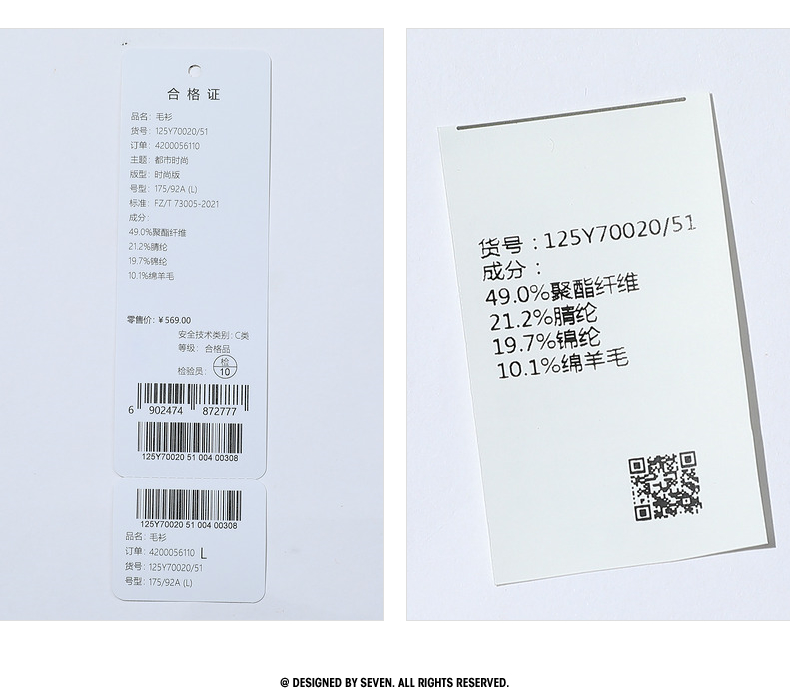 合格证
品名：毛衫
货号：125Y70020/51
订单：4200056110
主题：都市时尚
版型：时尚版
号型：175/92A (L)
标准：FZ/T 73005-2021
成分：
49.0%聚酯纤维
21.2%腈纶
19.7%锦纶
10.1%绵羊毛
零售价：¥569.00
安全技术类别：C类
等级：合格品
检验员：检10
6 902474 872777
125Y70020 51 004 00308
125Y70020 51 004 00308
品名：毛衫
订单：4200056110 L
货号：125Y70020/51
号型：175/92A (L)
货号：125Y70020/51
成分：
49.0%聚酯纤维
21.2%腈纶
19.7%锦纶
10.1%绵羊毛
@ DESIGNED BY SEVEN. ALL RIGHTS RESERVED.